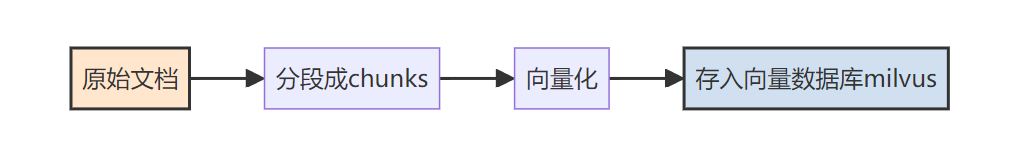 原始文档
分段成chunks
向量化
存入向量数据库milvus